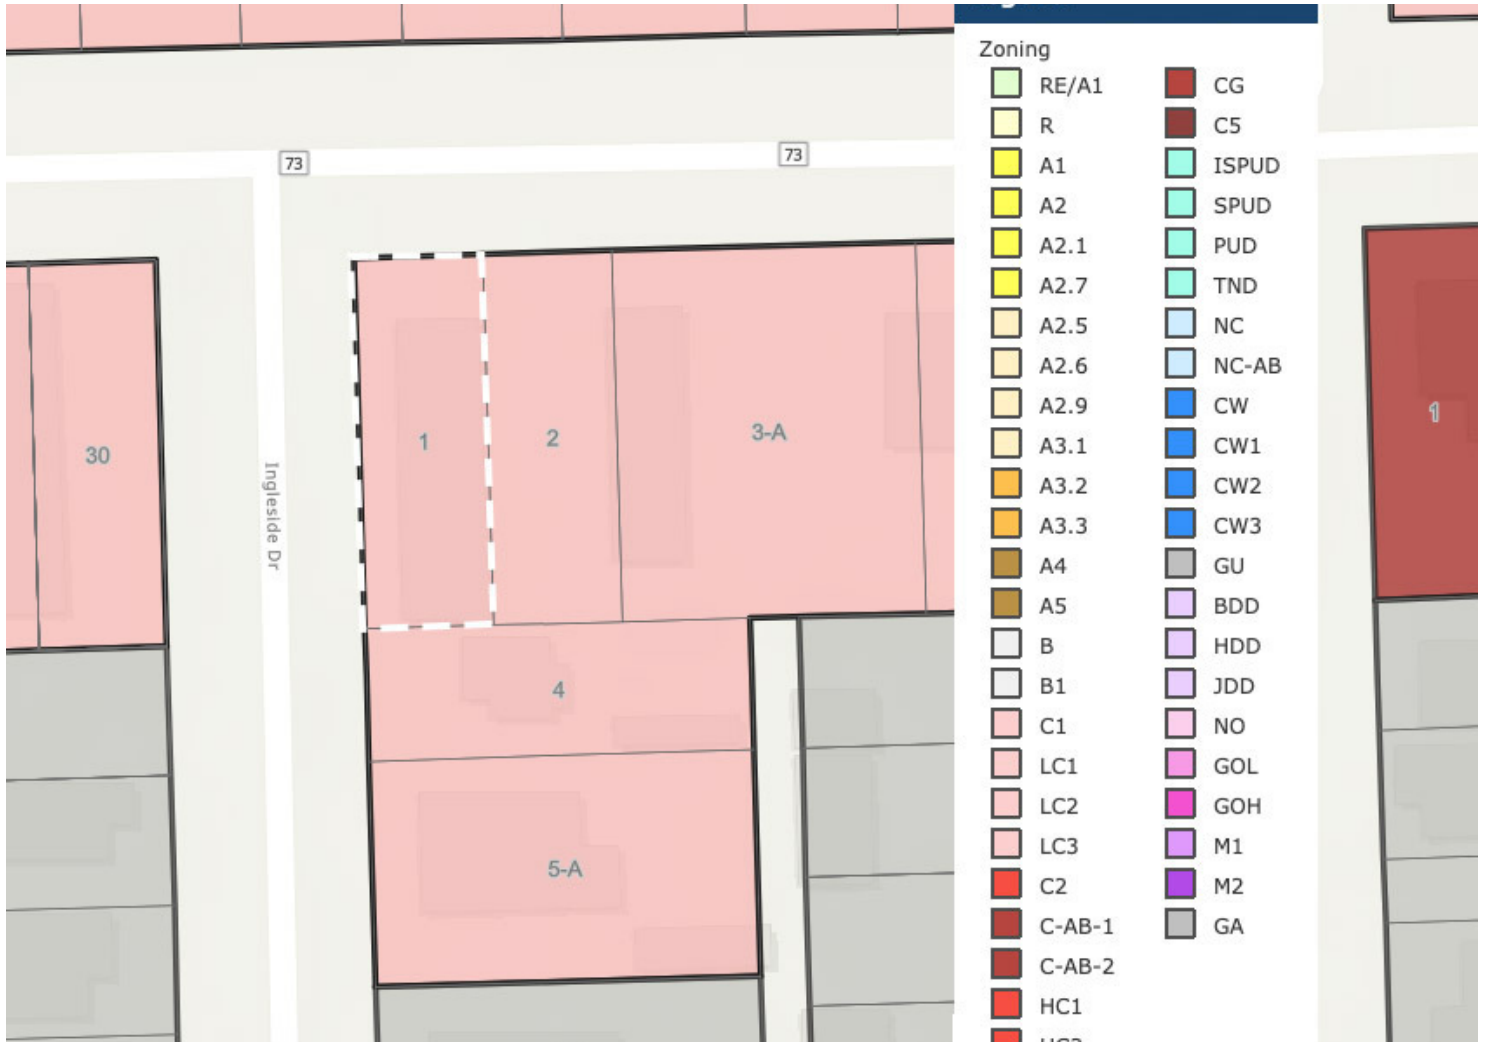 Zoning
RE/A1
R
A1
A2
A2.1
A2.7
A2.5
A2.6
A2.9
A3.1
A3.2
A3.3
A4
A5
B
B1
C1
LC1
LC2
LC3
C2
C-AB-1
C-AB-2
HC1
CG
C5
ISPUD
SPUD
PUD
TND
NC
NC-AB
CW
CW1
CW2
CW3
GU
BDD
HDD
JDD
NO
GOL
GOH
M1
M2
GA
73
73
Ingleside Dr
30
1
2
3-A
4
5-A
1